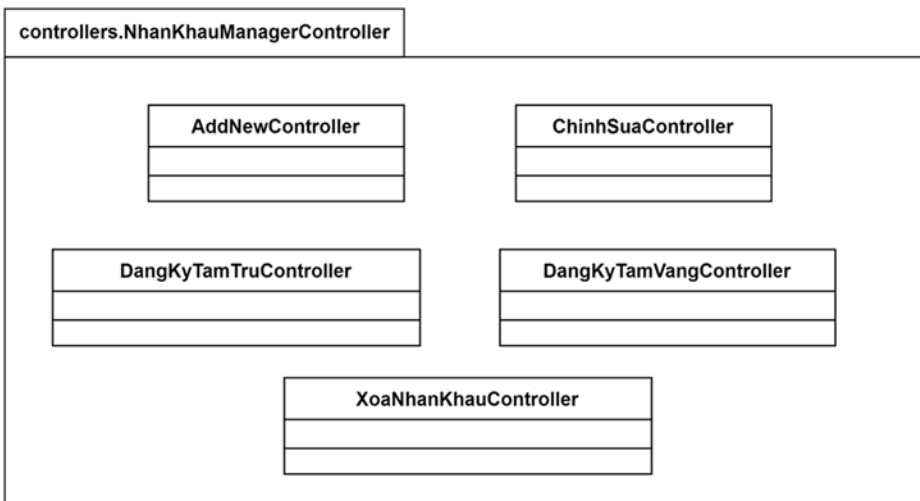 controllers.NhanKhauManagerController
AddNewController
ChinhSuaController
DangKyTamTruController
DangKyTamVangController
XoaNhanKhauController